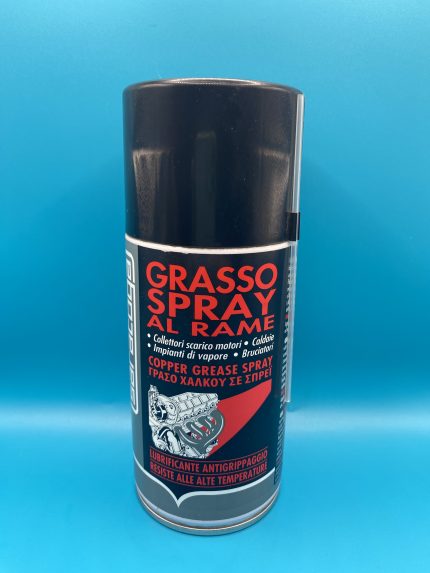 GRASSO
SPRAY
AL RAME
• Collettori scarico motori • Caldaie
• Impianti di vapore • Bruciatori
COPPER GREASE SPRAY
ΓΡΑΣΟ ΧΑΛΚΟΥ ΣΕ ΣΠΡΕΪ
LUBRIFICANTE ANTIGRIPPAGGIO
RESISTE ALLE ALTE TEMPERATURE